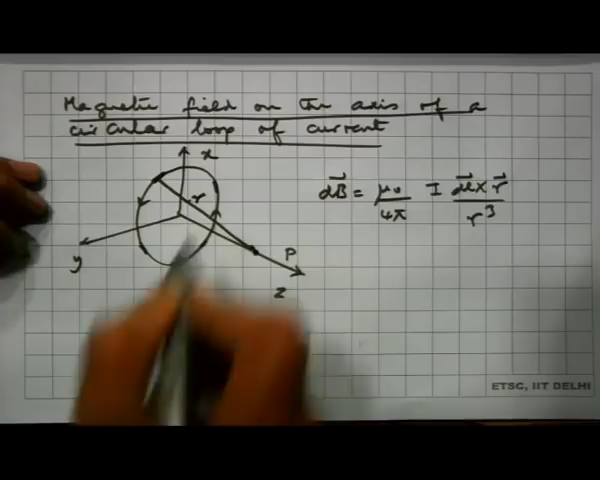 Magnetic field on the axis of a
circular loop of current
x
r
dB⃗ = μ₀/4π I dl⃗ × r⃗/r³
y
P
z
ETSC, IIT DELHI